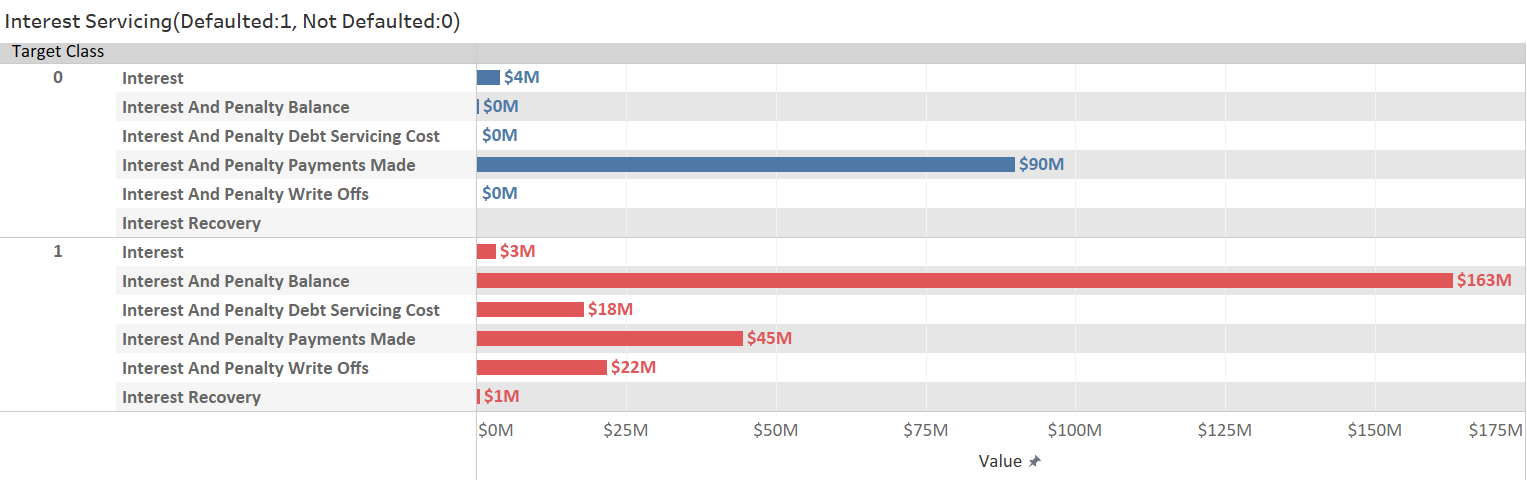 Interest Servicing(Defaulted:1, Not Defaulted:0)
Target Class
0
Interest $4M
Interest And Penalty Balance $0M
Interest And Penalty Debt Servicing Cost $0M
Interest And Penalty Payments Made $90M
Interest And Penalty Write Offs $0M
Interest Recovery
1
Interest $3M
Interest And Penalty Balance $163M
Interest And Penalty Debt Servicing Cost $18M
Interest And Penalty Payments Made $45M
Interest And Penalty Write Offs $22M
Interest Recovery $1M
$0M $25M $50M $75M $100M $125M $150M $175M
Value